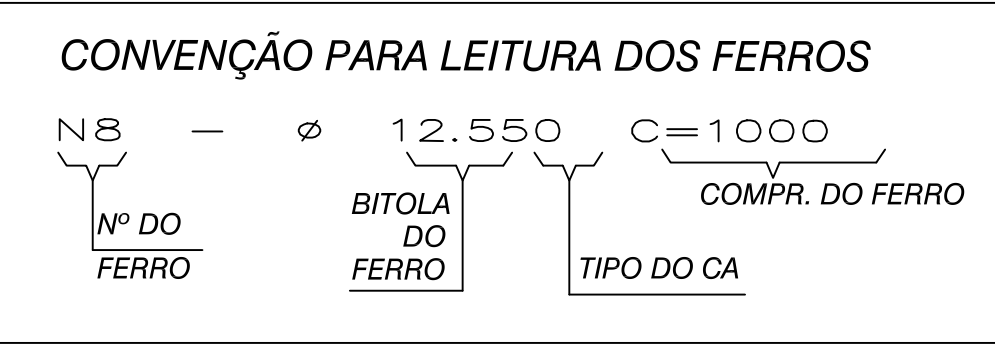 CONVENÇÃO PARA LEITURA DOS FERROS
N8 - ø 12.550 C=1000
COMPR. DO FERRO
Nº DO
FERRO
BITOLA
DO
FERRO
TIPO DO CA